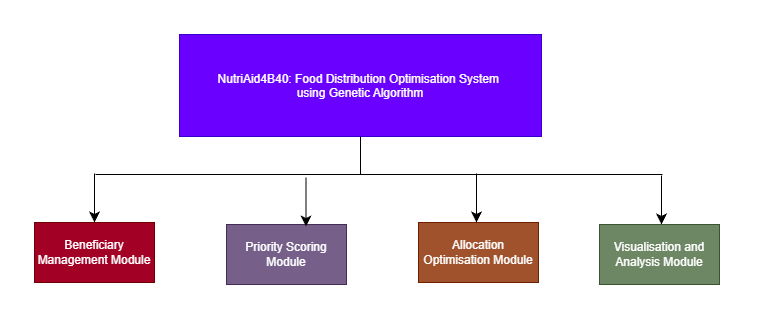 NutriAid4B40: Food Distribution Optimisation System
using Genetic Algorithm
Beneficiary
Management Module
Priority Scoring
Module
Allocation
Optimisation Module
Visualisation and
Analysis Module